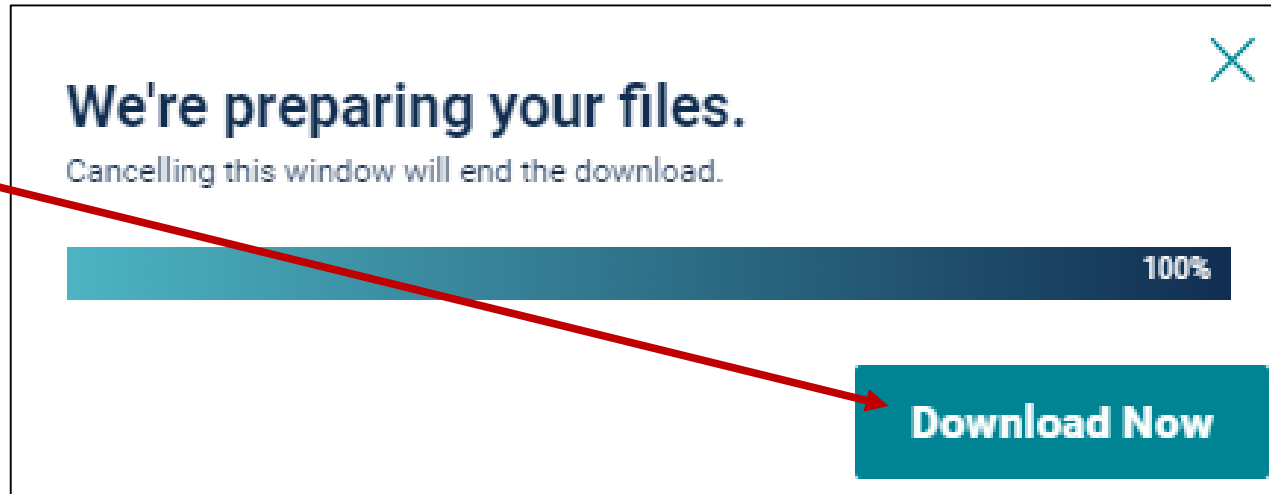 We're preparing your files.
Cancelling this window will end the download.
100%
Download Now